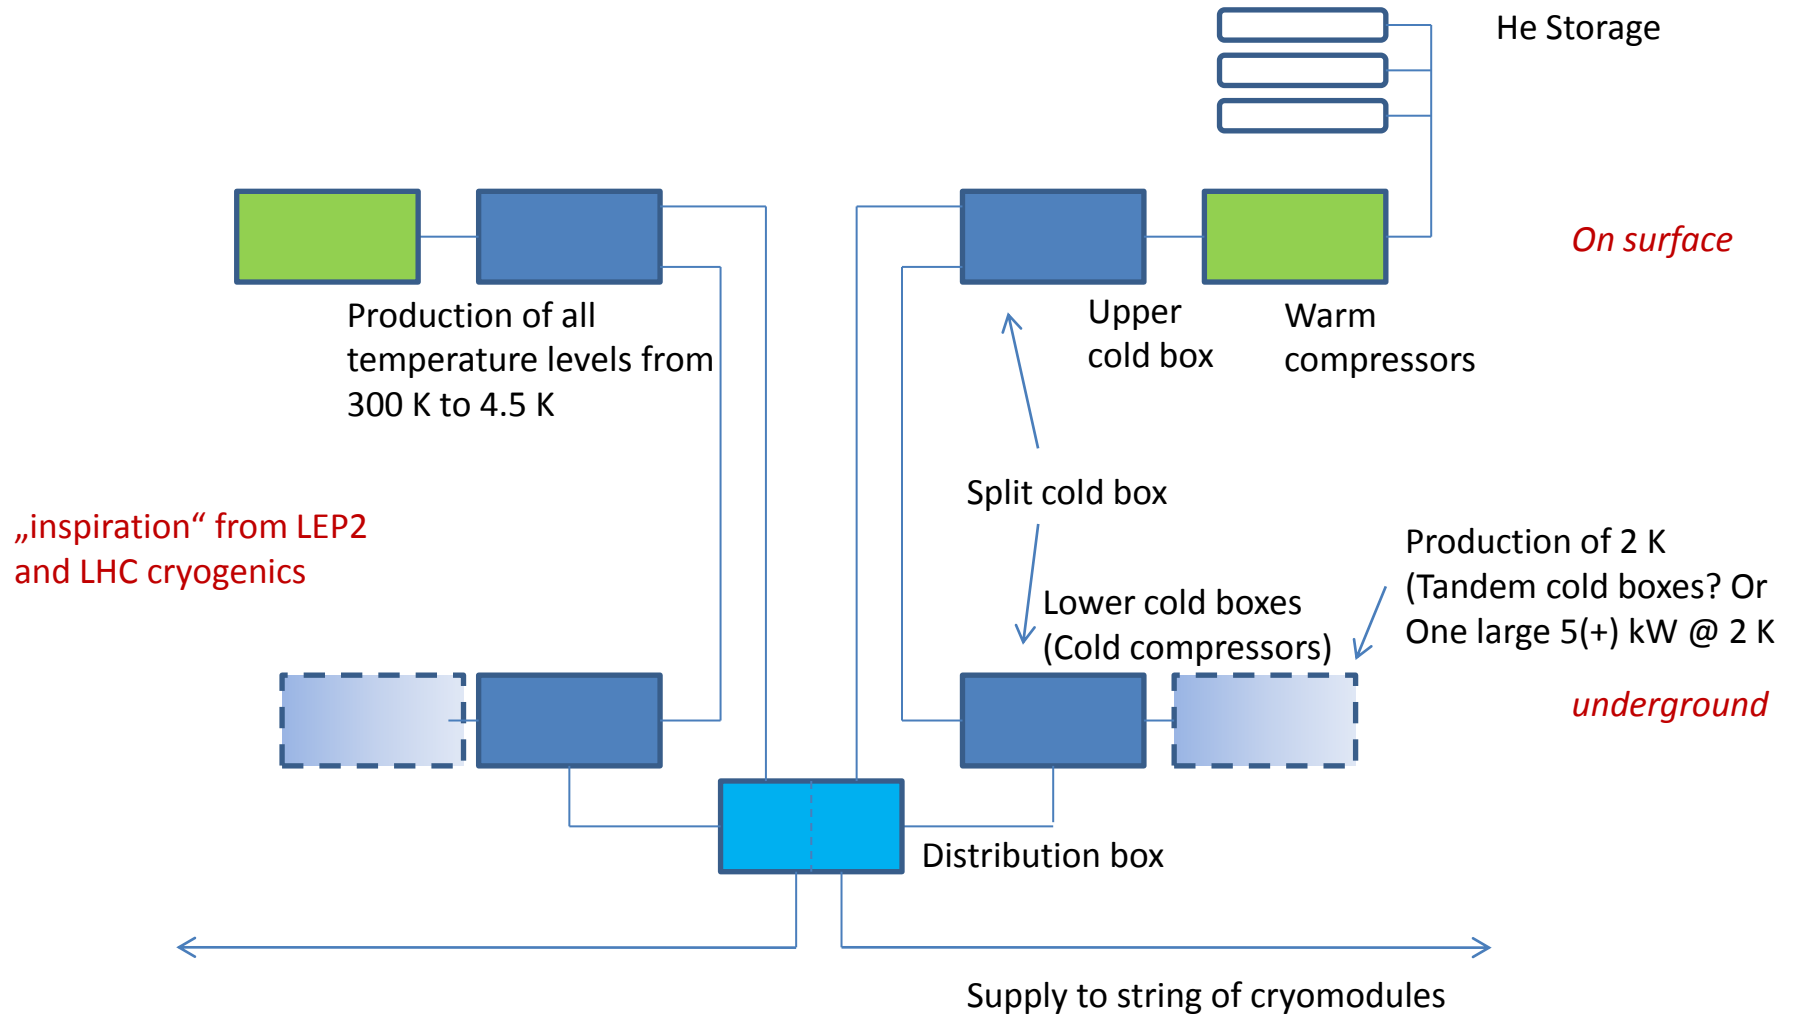 He Storage
On surface
Production of all
temperature levels from
300 K to 4.5 K
Upper
cold box
Warm
compressors
Split cold box
„inspiration“ from LEP2
and LHC cryogenics
Production of 2 K
(Tandem cold boxes? Or
One large 5(+) kW @ 2 K
Lower cold boxes
(Cold compressors)
underground
Distribution box
Supply to string of cryomodules